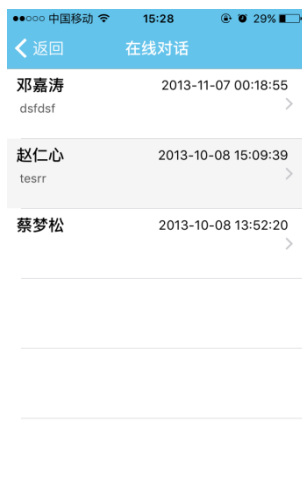 中国移动 15:28 29%
返回 在线对话
邓嘉涛 2013-11-07 00:18:55
dsfdsf
赵仁心 2013-10-08 15:09:39
tesrr
蔡梦松 2013-10-08 13:52:20